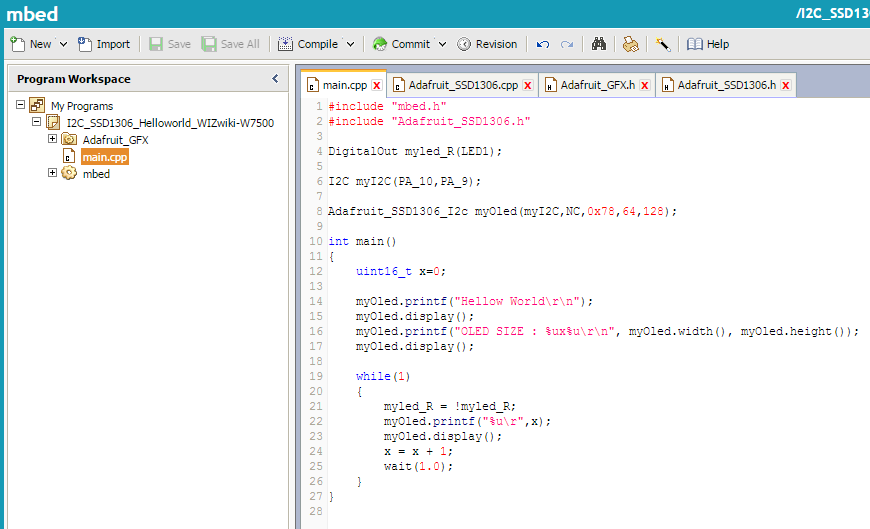 mbed
/I2C_SSD130
New Import Save Save All Compile Commit Revision Help
Program Workspace
My Programs
I2C_SSD1306_Helloworld_WIZwiki-W7500
Adafruit_GFX
main.cpp
mbed
main.cpp Adafruit_SSD1306.cpp Adafruit_GFX.h Adafruit_SSD1306.h
1 #include "mbed.h"
2 #include "Adafruit_SSD1306.h"
3
4 DigitalOut myled_R(LED1);
5
6 I2C myI2C(PA_10,PA_9);
7
8 Adafruit_SSD1306_I2c myOled(myI2C,NC,0x78,64,128);
9
10 int main()
11 {
12     uint16_t x=0;
13
14     myOled.printf("Hellow World\r\n");
15     myOled.display();
16     myOled.printf("OLED SIZE : %ux%u\r\n", myOled.width(), myOled.height());
17     myOled.display();
18
19     while(1)
20     {
21         myled_R = !myled_R;
22         myOled.printf("%u\r",x);
23         myOled.display();
24         x = x + 1;
25         wait(1.0);
26     }
27 }
28